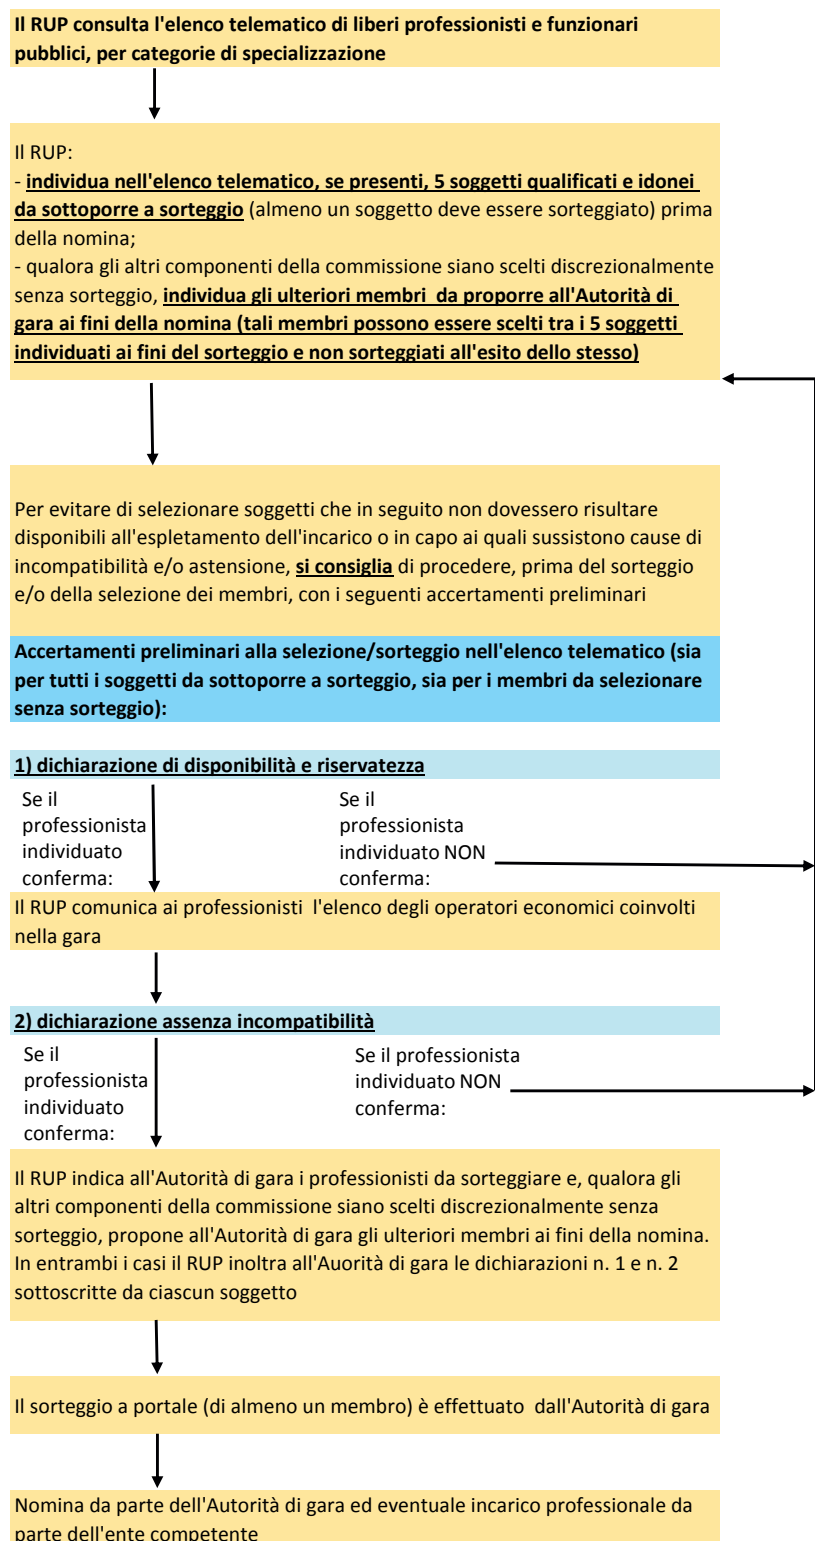 Il RUP consulta l'elenco telematico di liberi professionisti e funzionari
pubblici, per categorie di specializzazione
Il RUP:
- individua nell'elenco telematico, se presenti, 5 soggetti qualificati e idonei
da sottoporre a sorteggio (almeno un soggetto deve essere sorteggiato) prima
della nomina;
- qualora gli altri componenti della commissione siano scelti discrezionalmente
senza sorteggio, individua gli ulteriori membri  da proporre all'Autorità di
gara ai fini della nomina (tali membri possono essere scelti tra i 5 soggetti
individuati ai fini del sorteggio e non sorteggiati all'esito dello stesso)
Per evitare di selezionare soggetti che in seguito non dovessero risultare
disponibili all'espletamento dell'incarico o in capo ai quali sussistono cause di
incompatibilità e/o astensione, si consiglia di procedere, prima del sorteggio
e/o della selezione dei membri, con i seguenti accertamenti preliminari
Accertamenti preliminari alla selezione/sorteggio nell'elenco telematico (sia
per tutti i soggetti da sottoporre a sorteggio, sia per i membri da selezionare
senza sorteggio):
1) dichiarazione di disponibilità e riservatezza
Se il
professionista
individuato
conferma:
Se il
professionista
individuato NON
conferma:
Il RUP comunica ai professionisti  l'elenco degli operatori economici coinvolti
nella gara
2) dichiarazione assenza incompatibilità
Se il
professionista
individuato
conferma:
Se il professionista
individuato NON
conferma:
Il RUP indica all'Autorità di gara i professionisti da sorteggiare e, qualora gli
altri componenti della commissione siano scelti discrezionalmente senza
sorteggio, propone all'Autorità di gara gli ulteriori membri ai fini della nomina.
In entrambi i casi il RUP inoltra all'Auorità di gara le dichiarazioni n. 1 e n. 2
sottoscritte da ciascun soggetto
Il sorteggio a portale (di almeno un membro) è effettuato  dall'Autorità di gara
Nomina da parte dell'Autorità di gara ed eventuale incarico professionale da
parte dell'ente competente